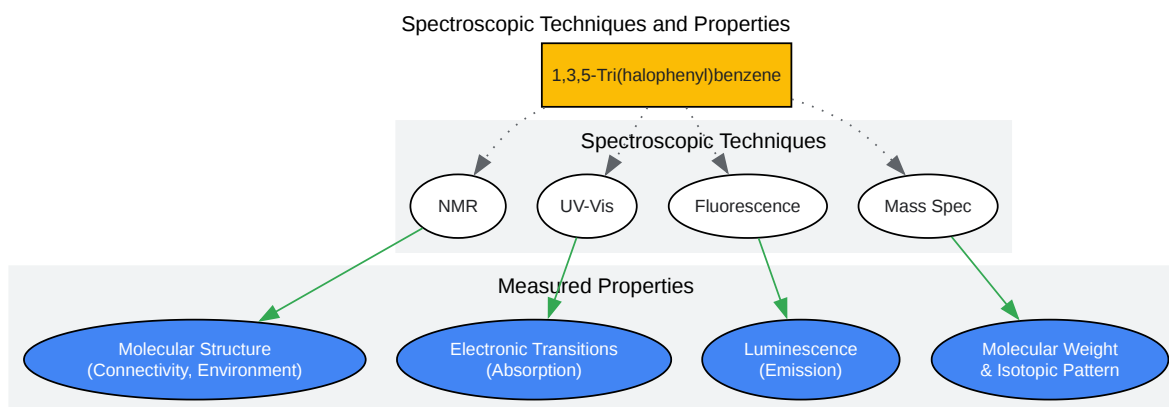 Spectroscopic Techniques and Properties
1,3,5-Tri(halophenyl)benzene
Spectroscopic Techniques
NMR
UV-Vis
Fluorescence
Mass Spec
Measured Properties
Molecular Structure
(Connectivity, Environment)
Electronic Transitions
(Absorption)
Luminescence
(Emission)
Molecular Weight
& Isotopic Pattern